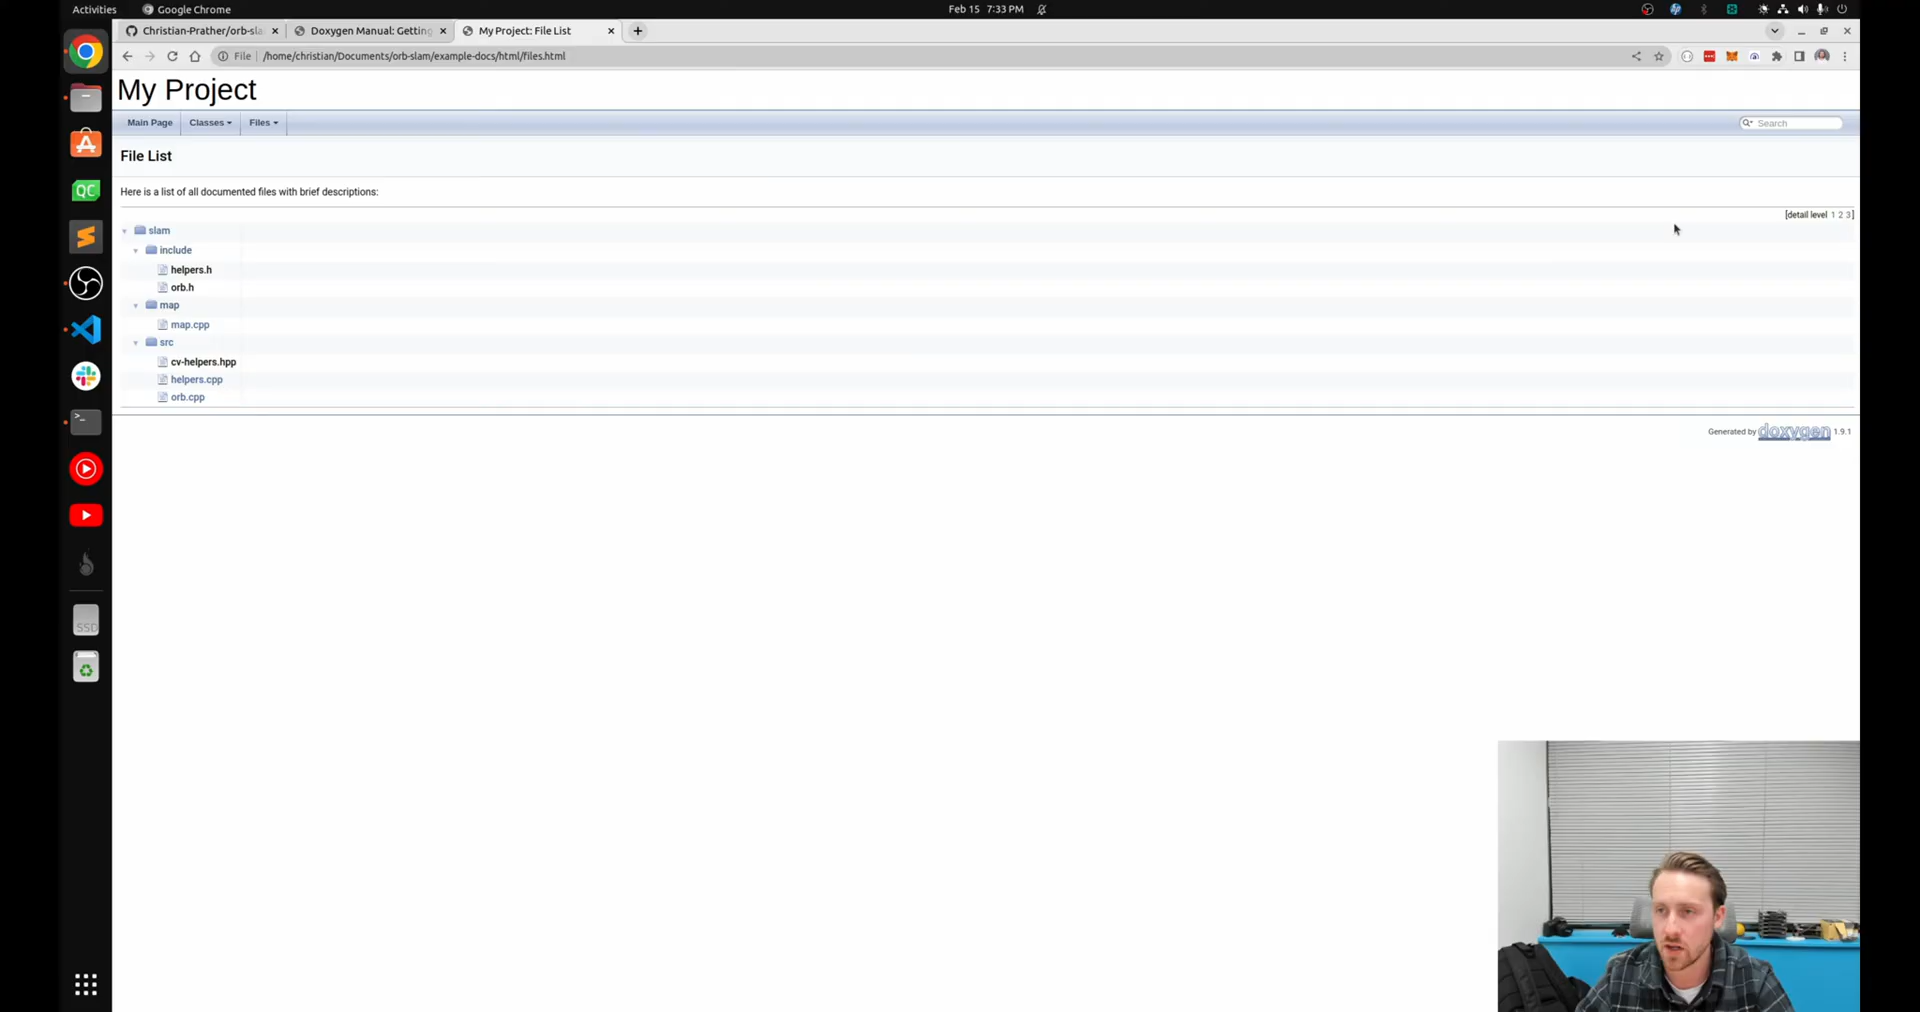 Activities
Google Chrome
Feb 15 7:33 PM
Christian-Prather/orb-sla
Doxygen Manual: Getting
My Project: File List
File
/home/christian/Documents/orb-slam/example-docs/html/files.html
My Project
Main Page
Classes
Files
Search
File List
Here is a list of all documented files with brief descriptions:
[detail level 1 2 3]
slam
include
helpers.h
orb.h
map
map.cpp
src
cv-helpers.hpp
helpers.cpp
orb.cpp
Generated by doxygen 1.9.1
QC
SSD